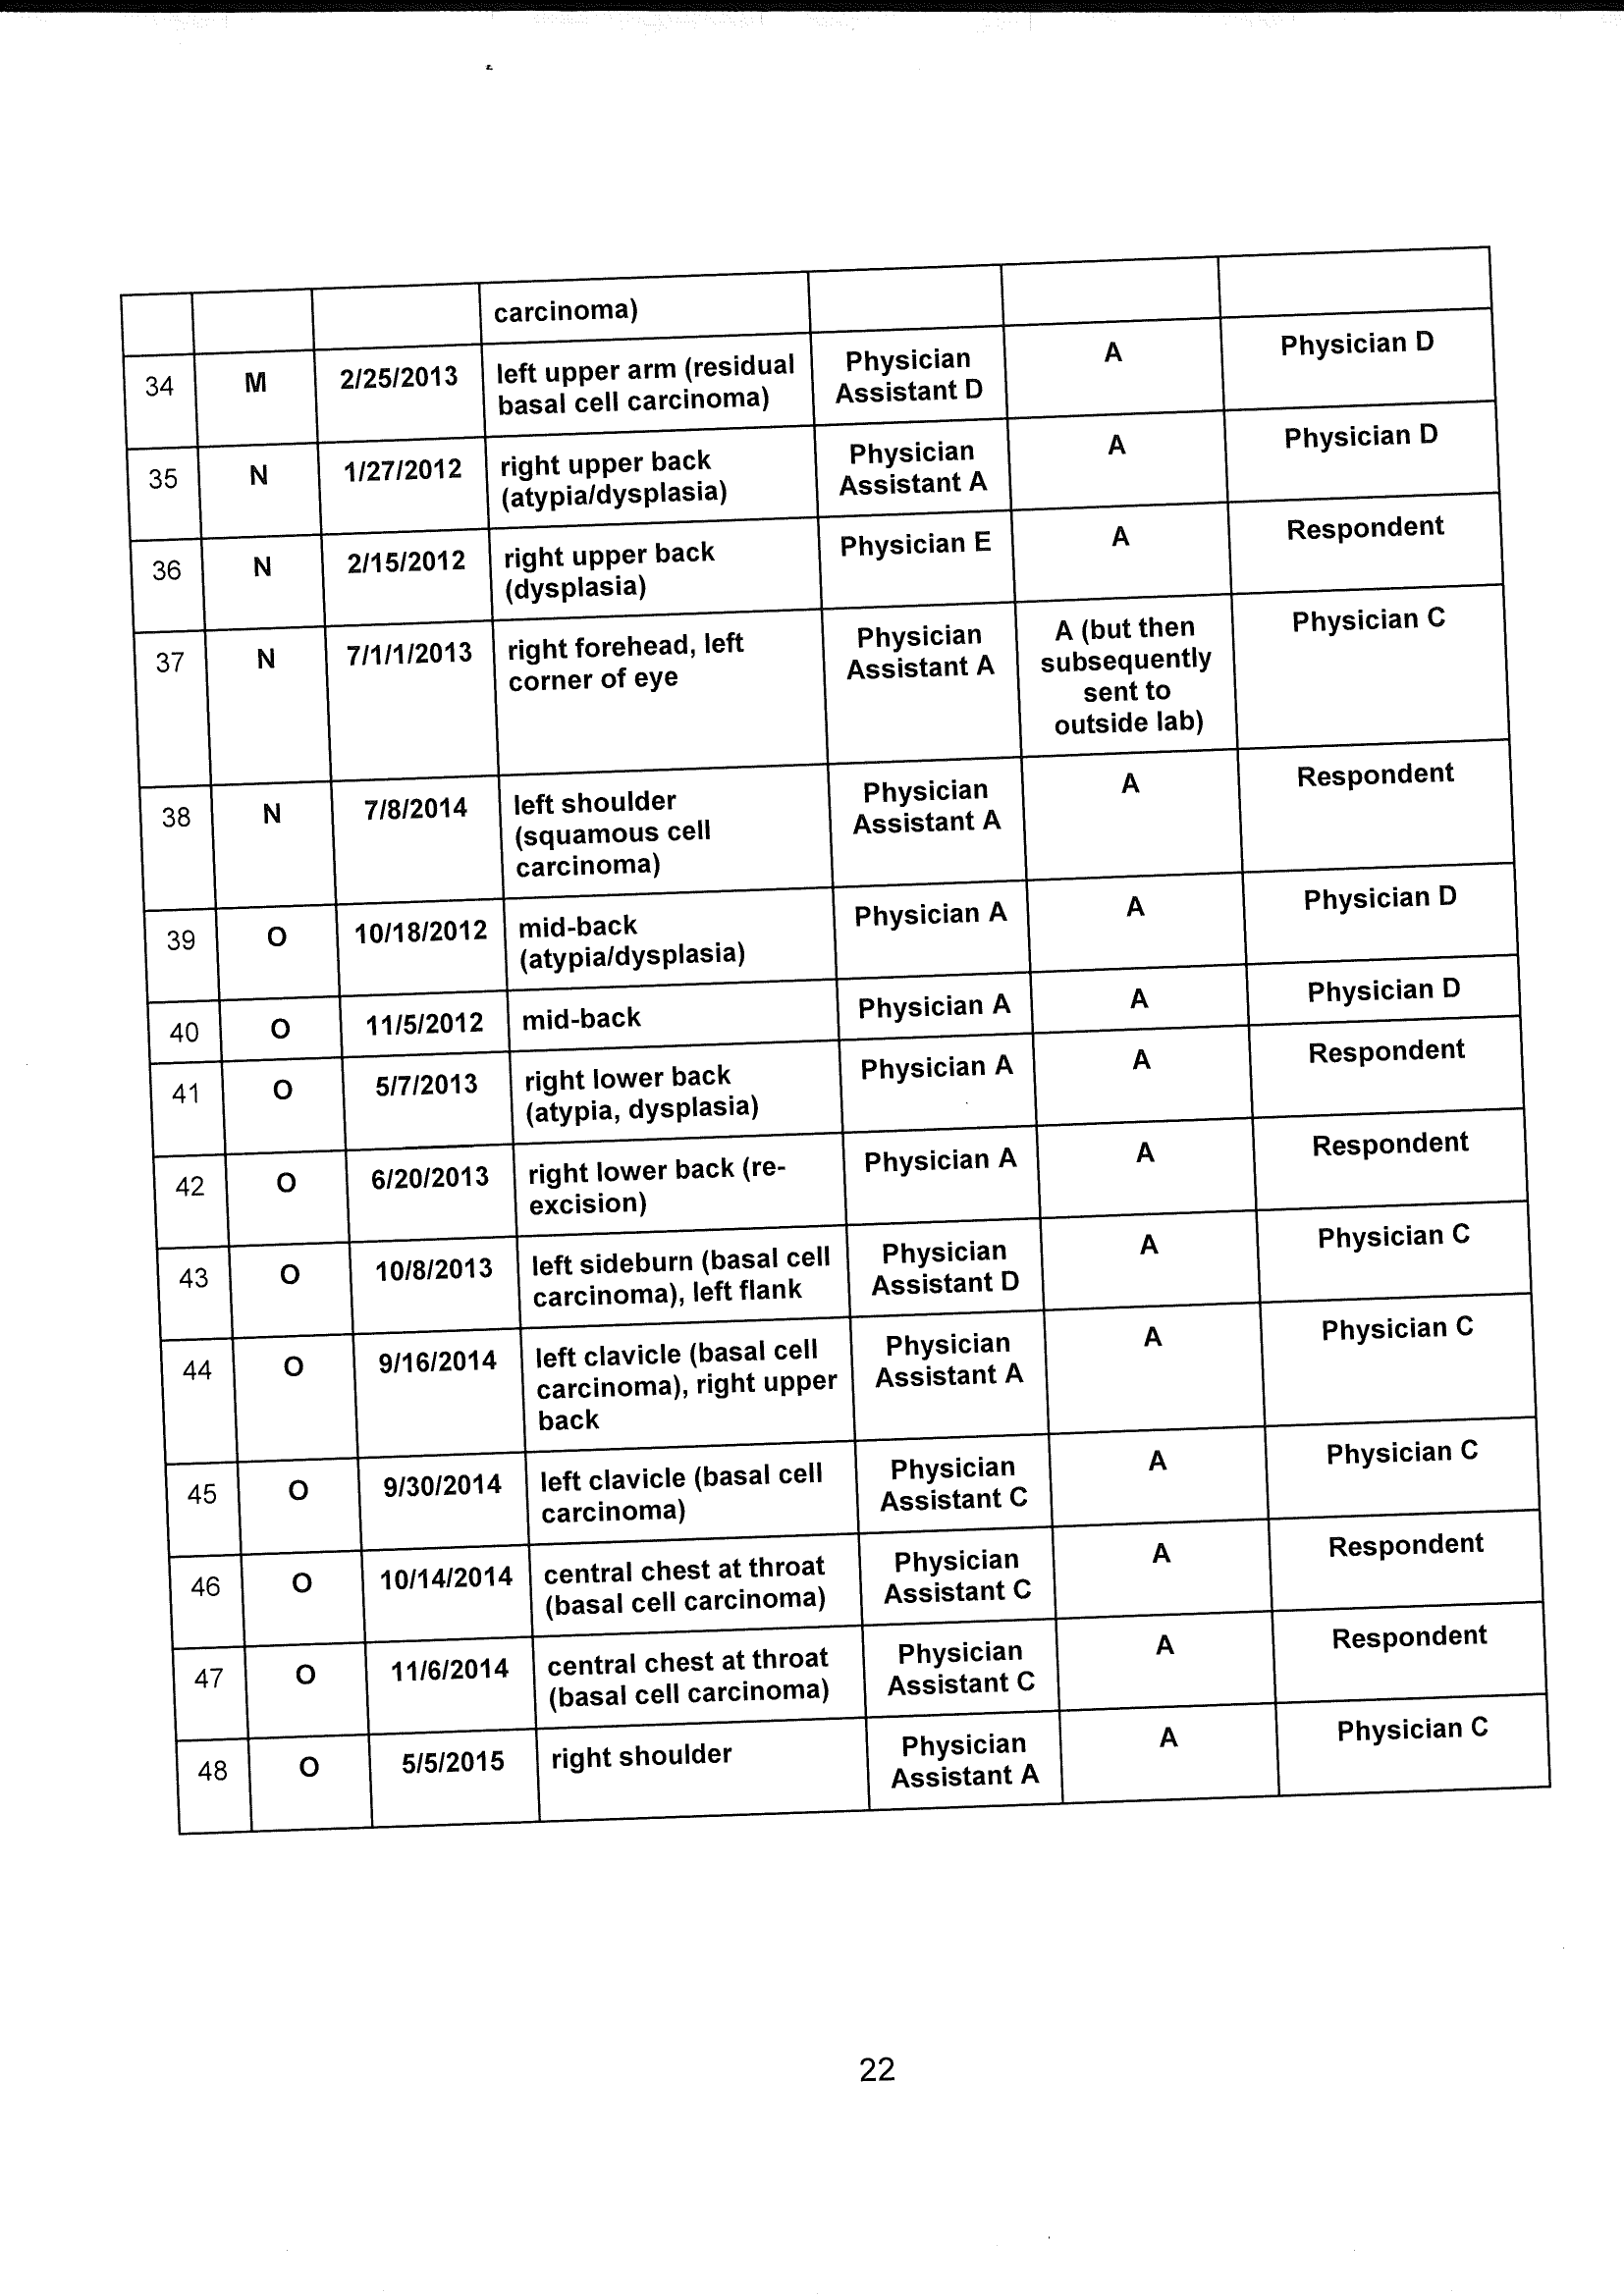 carcinoma)
34 M 2/25/2013 left upper arm (residual Physician A Physician D
basal cell carcinoma) Assistant D
35 N 1/27/2012 right upper back Physician A Physician D
(atypia/dysplasia) Assistant A
36 N 2/15/2012 right upper back Physician E A Respondent
(dysplasia)
37 N 7/1/1/2013 right forehead, left Physician A (but then Physician C
corner of eye Assistant A subsequently
sent to
outside lab)
38 N 7/8/2014 left shoulder Physician A Respondent
(squamous cell Assistant A
carcinoma)
39 O 10/18/2012 mid-back Physician A A Physician D
(atypia/dysplasia)
40 O 11/5/2012 mid-back Physician A A Physician D
41 O 5/7/2013 right lower back Physician A A Respondent
(atypia, dysplasia)
42 O 6/20/2013 right lower back (re- Physician A A Respondent
excision)
43 O 10/8/2013 left sideburn (basal cell Physician A Physician C
carcinoma), left flank Assistant D
44 O 9/16/2014 left clavicle (basal cell Physician A Physician C
carcinoma), right upper Assistant A
back
45 O 9/30/2014 left clavicle (basal cell Physician A Physician C
carcinoma) Assistant C
46 O 10/14/2014 central chest at throat Physician A Respondent
(basal cell carcinoma) Assistant C
47 O 11/6/2014 central chest at throat Physician A Respondent
(basal cell carcinoma) Assistant C
48 O 5/5/2015 right shoulder Physician A Physician C
Assistant A
22